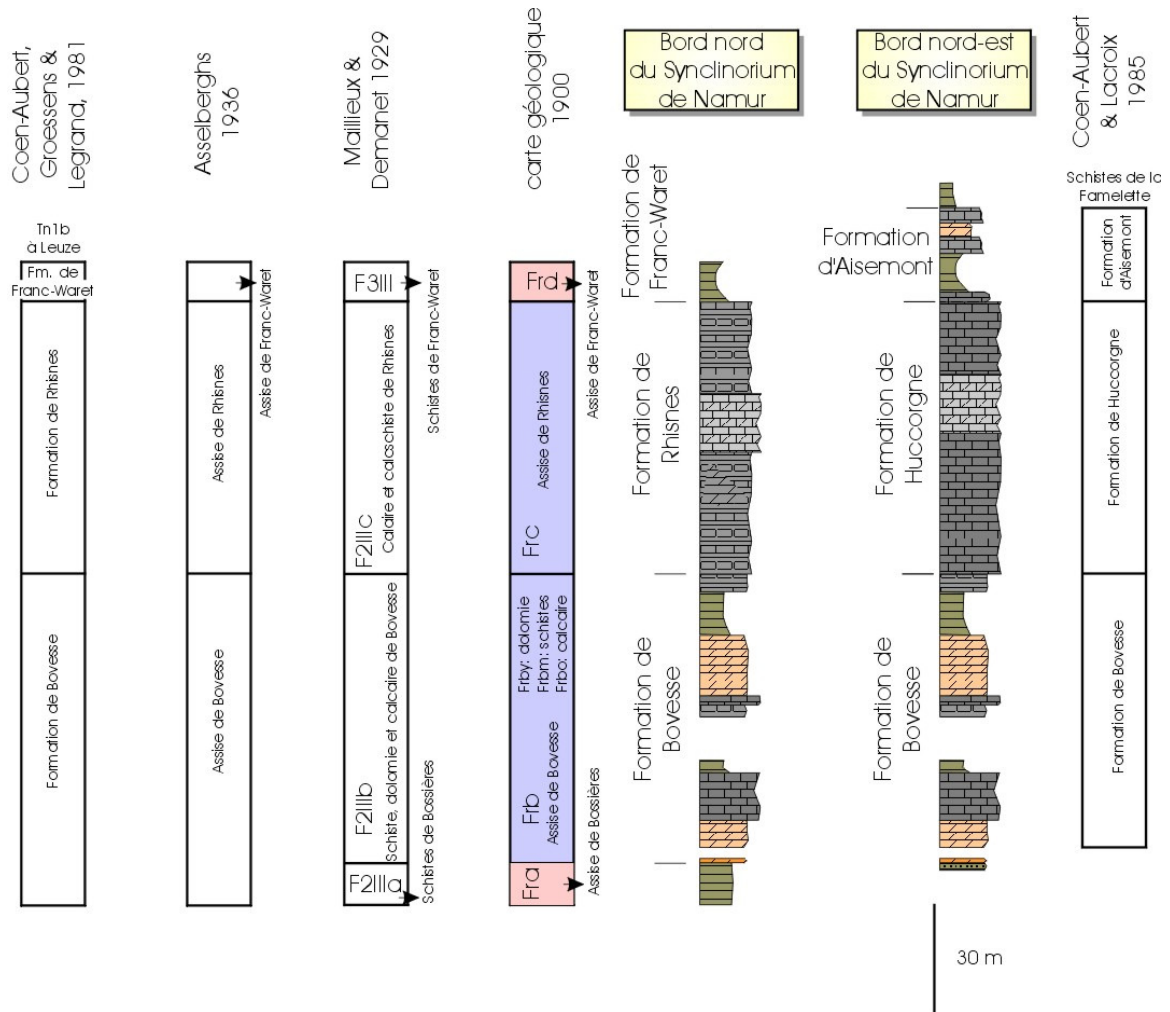 Coen-Aubert,
Groessens &
Legrand, 1981
Asselberghs
1936
Mailieux &
Demanet 1929
carte géologique
1900
Bord nord
du Synclinorium
de Namur
Bord nord-est
du Synclinorium
de Namur
Coen-Aubert
& Lacroix
1985
Tn1b
à Leuze
Fm. de
Franc-Waret
Formation de Rhisnes
Formation de Bovesse
Assise de Franc-Waret
Assise de Rhisnes
Assise de Bovesse
F3III
Schistes de Franc-Waret
F2IIIc
Calaire et calcschiste de Rhisnes
F2IIIb
Schiste, dolomie et calcaire de Bovesse
F2IIIa
Schistes de Bossières
Frd
Assise de Franc-Waret
Frc
Assise de Rhisnes
Frby: dolomie
Frbm: schistes
Frbo: calcaire
Frb
Assise de Bovesse
Fra
Assise de Bossières
Formation de
Franc-Waret
Formation de
Rhisnes
Formation de
Bovesse
Formation
d'Aisemont
Formation de
Huccorgne
Formation de
Bovesse
Schistes de la
Famelette
Formation
d'Aisemont
Formation de Huccorgne
Formation de Bovesse
30 m